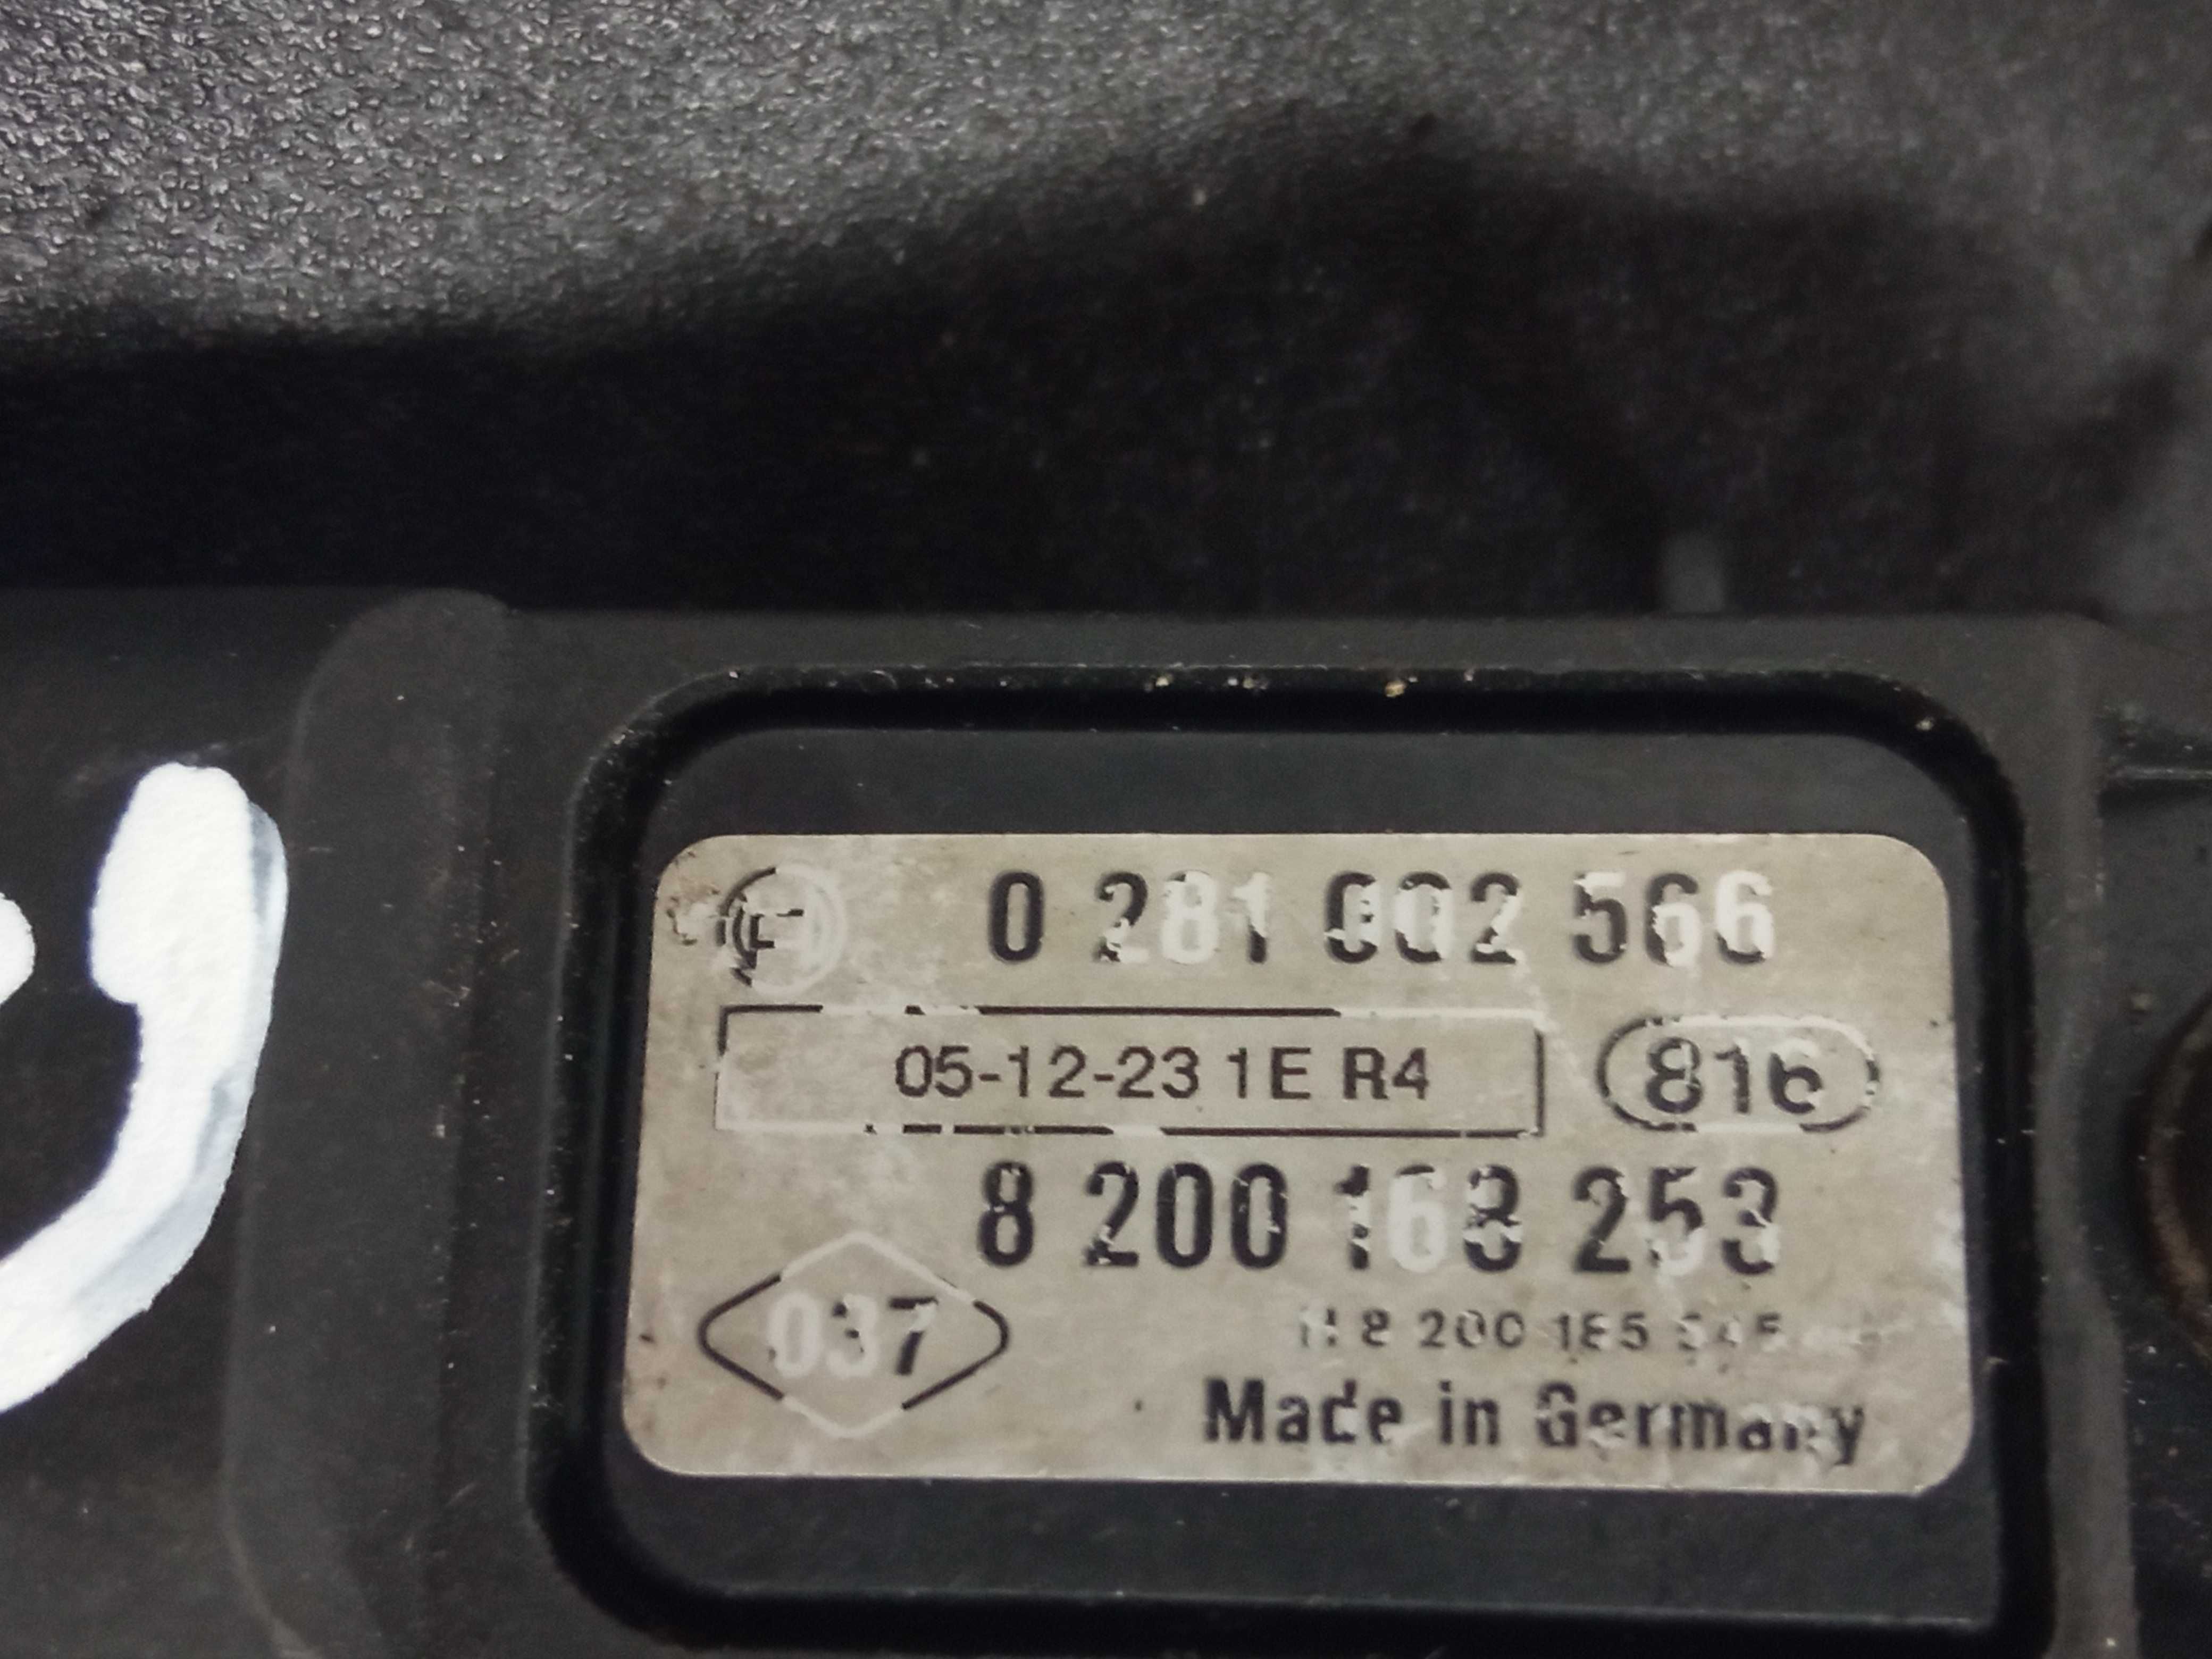 0 281 002 566
05-12-23 1E R4 816
8 200 168 253
037
Made in Germany